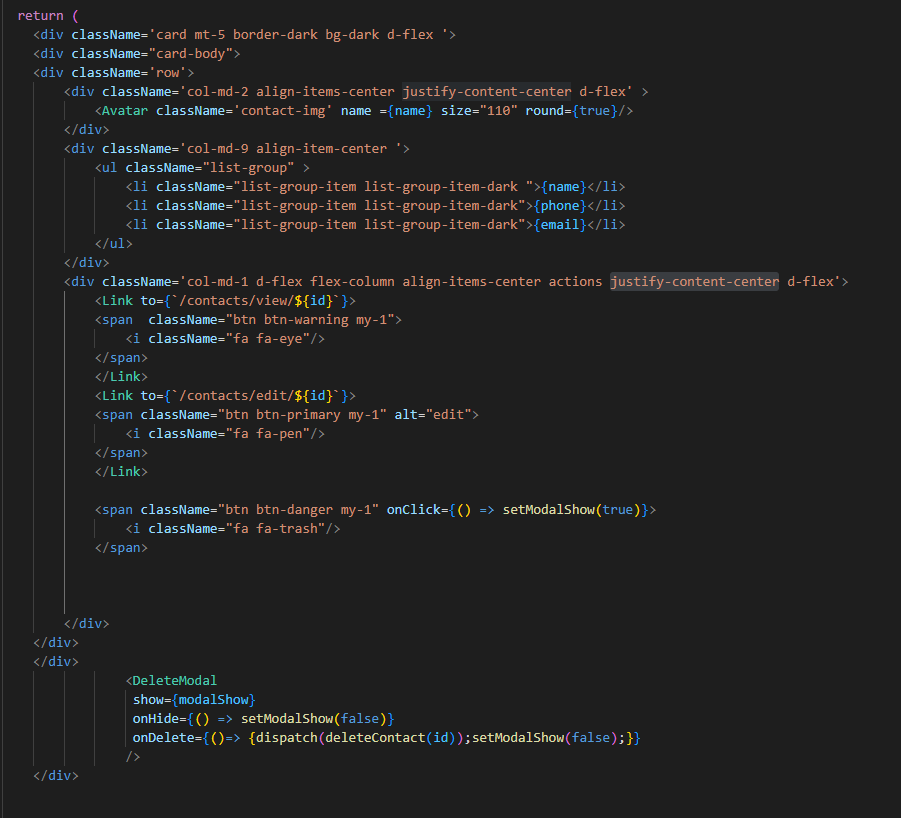 return (
<div className='card mt-5 border-dark bg-dark d-flex '>
<div className="card-body">
<div className='row'>
<div className='col-md-2 align-items-center justify-content-center d-flex' >
<Avatar className='contact-img' name ={name} size="110" round={true}/>
</div>
<div className='col-md-9 align-item-center '>
<ul className="list-group" >
<li className="list-group-item list-group-item-dark ">{name}</li>
<li className="list-group-item list-group-item-dark">{phone}</li>
<li className="list-group-item list-group-item-dark">{email}</li>
</ul>
</div>
<div className='col-md-1 d-flex flex-column align-items-center actions justify-content-center d-flex'>
<Link to={`/contacts/view/${id}`}>
<span  className="btn btn-warning my-1">
<i className="fa fa-eye"/>
</span>
</Link>
<Link to={`/contacts/edit/${id}`}>
<span className="btn btn-primary my-1" alt="edit">
<i className="fa fa-pen"/>
</span>
</Link>
<span className="btn btn-danger my-1" onClick={() => setModalShow(true)}>
<i className="fa fa-trash"/>
</span>
</div>
</div>
</div>
<DeleteModal
show={modalShow}
onHide={() => setModalShow(false)}
onDelete={()=> {dispatch(deleteContact(id));setModalShow(false);}}
/>
</div>